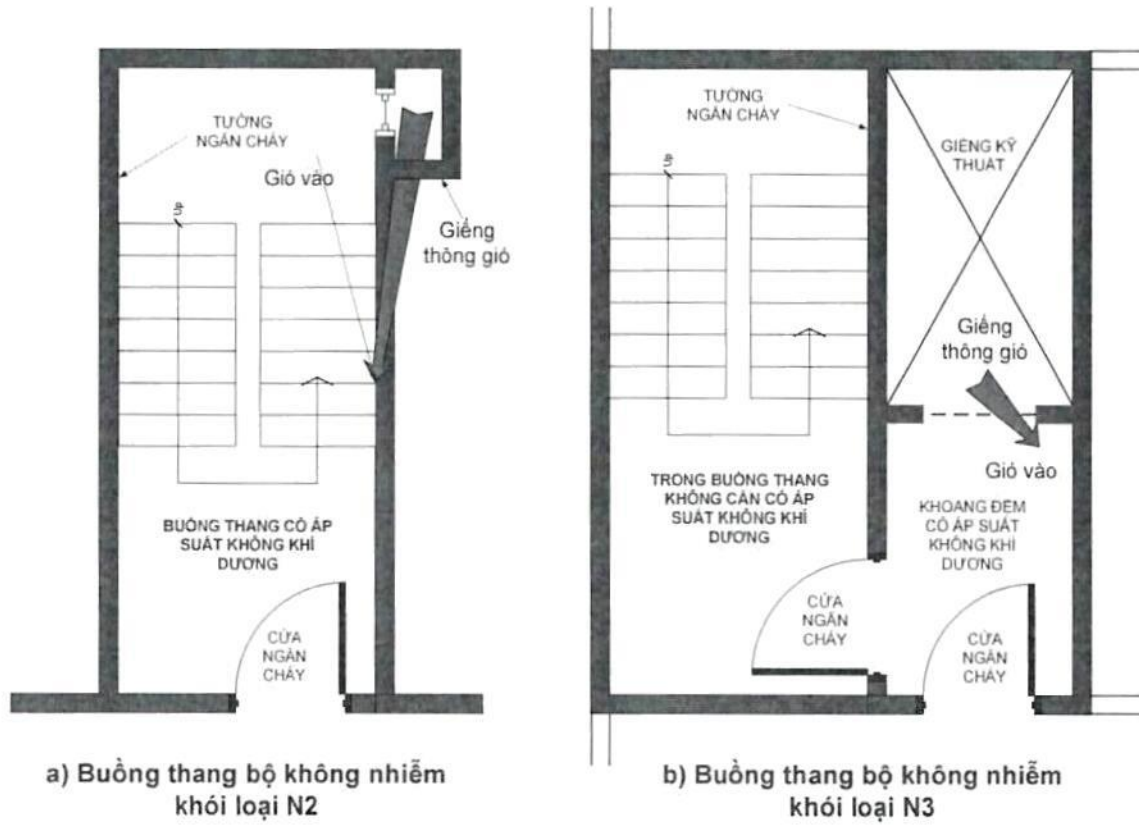 TƯỜNG
NGĂN CHÁY
Gió vào
Up
Giếng
thông gió
BUỒNG THANG CÓ ÁP
SUẤT KHÔNG KHÍ
DƯƠNG
CỬA
NGĂN
CHÁY
a) Buồng thang bộ không nhiễm
khói loại N2
TƯỜNG
NGĂN CHÁY
GIẾNG KỸ
THUẬT
Up
Giếng
thông gió
Gió vào
TRONG BUỒNG THANG
KHÔNG CẦN CÓ ÁP
SUẤT KHÔNG KHÍ
DƯƠNG
KHOANG ĐỆM
CÓ ÁP SUẤT
KHÔNG KHÍ
DƯƠNG
CỬA
NGĂN
CHÁY
CỬA
NGĂN
CHÁY
b) Buồng thang bộ không nhiễm
khói loại N3